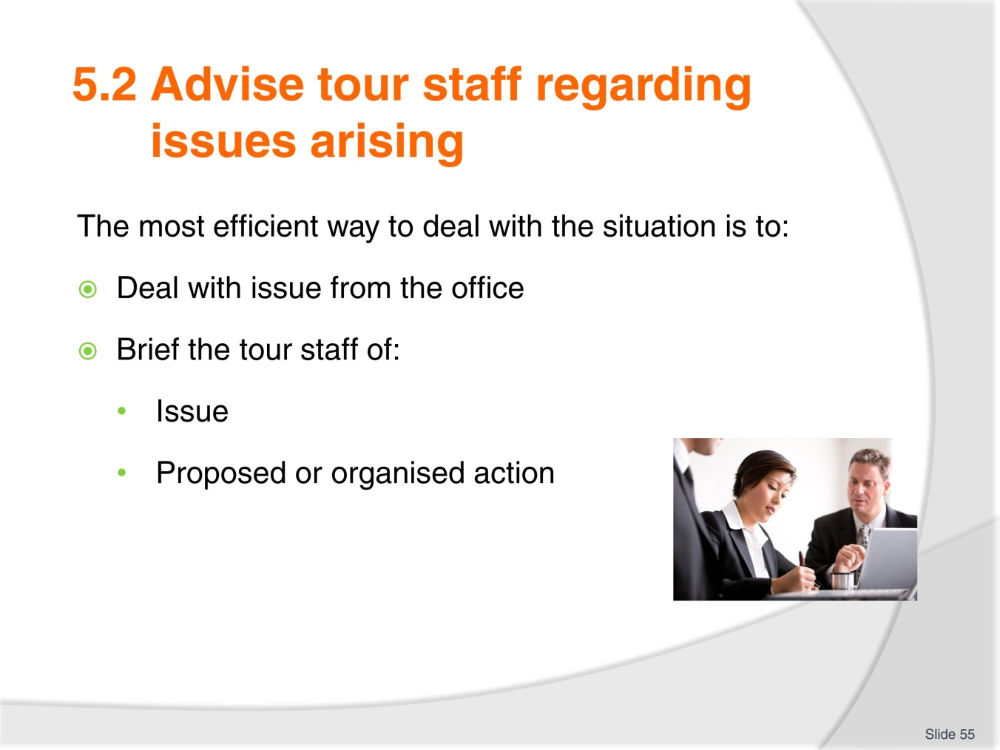 5.2 Advise tour staff regarding
issues arising
The most efficient way to deal with the situation is to:
Deal with issue from the office
Brief the tour staff of:
Issue
Proposed or organised action
Slide 55